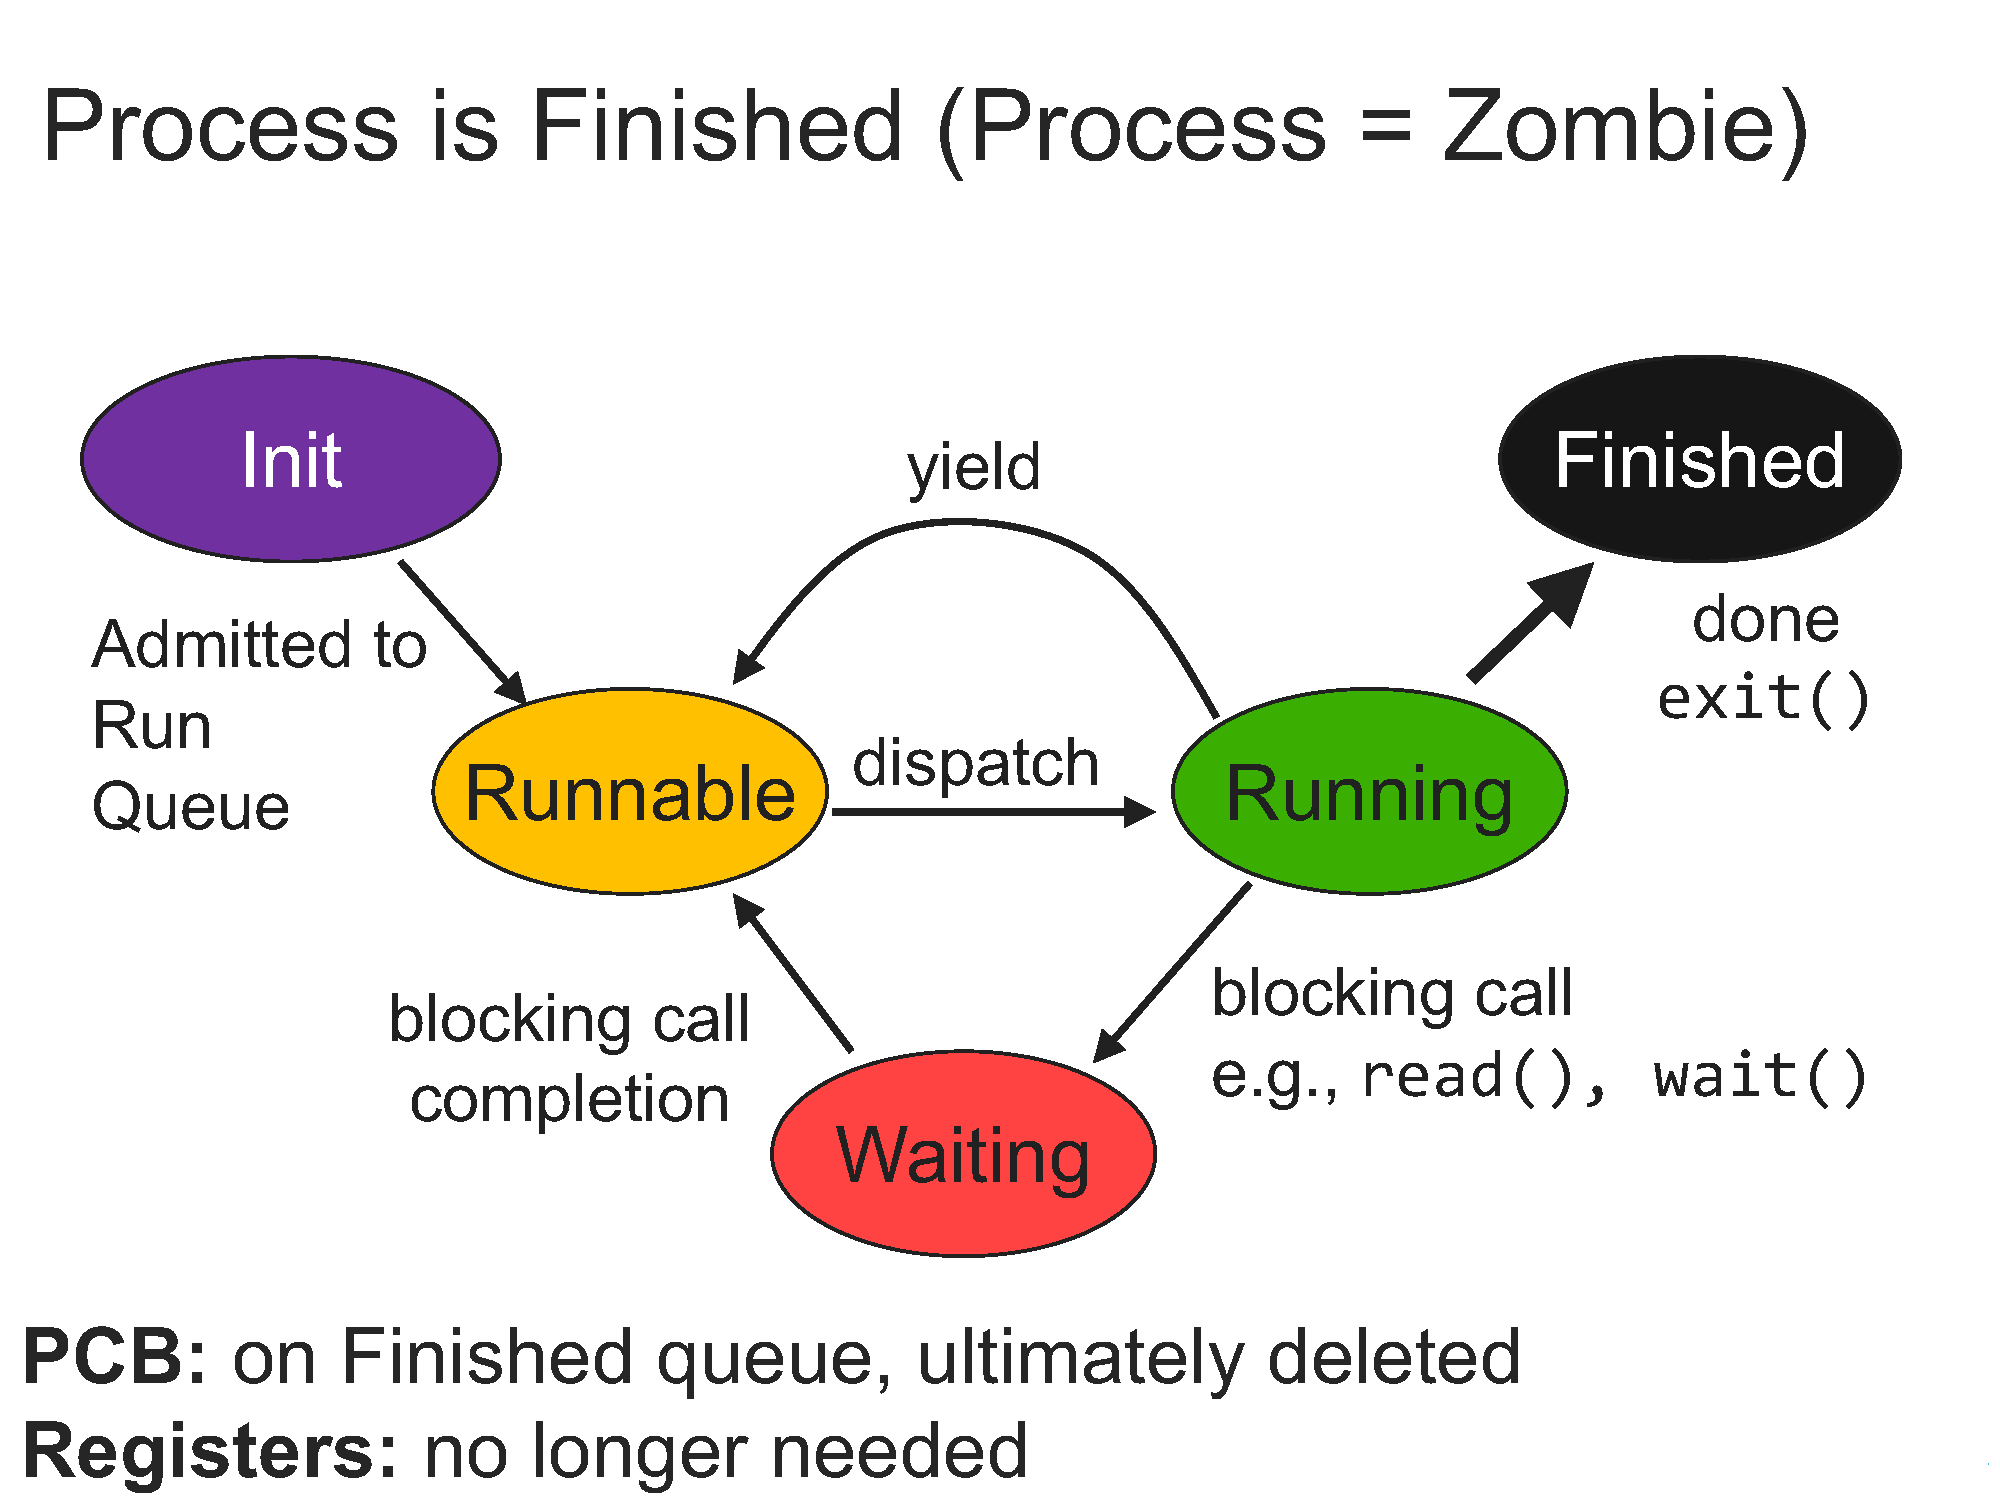 Process is Finished (Process = Zombie)
Init
yield
Finished
Admitted to
Run
Queue
done
exit()
dispatch
Runnable
Running
blocking call
completion
blocking call
e.g., read(), wait()
Waiting
PCB: on Finished queue, ultimately deleted
Registers: no longer needed